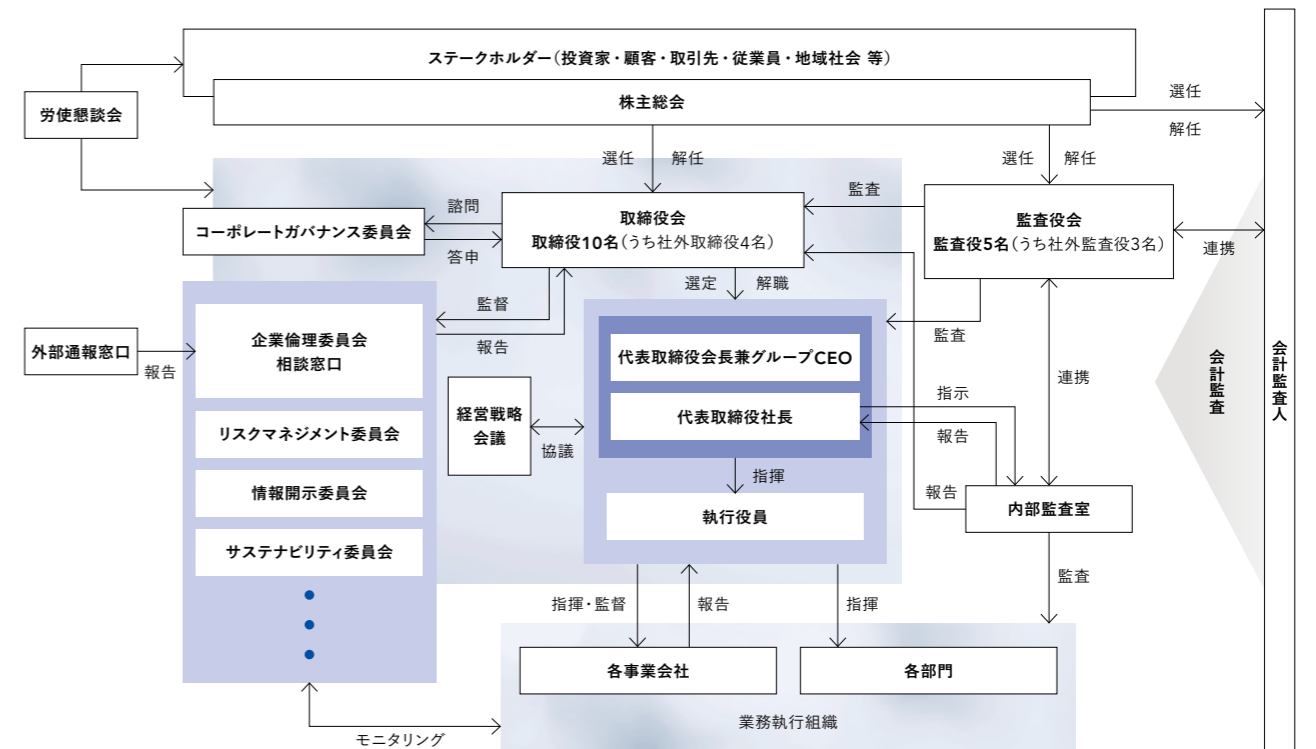 ステークホルダー（投資家・顧客・取引先・従業員・地域社会 等）
株主総会
労使懇談会
選任
解任
選任
解任
選任
解任
コーポレートガバナンス委員会
諮問
答申
取締役会
取締役10名（うち社外取締役4名）
監査
監査役会
監査役5名（うち社外監査役3名）
連携
監督
報告
選定
解職
外部通報窓口
報告
企業倫理委員会
相談窓口
リスクマネジメント委員会
情報開示委員会
サステナビリティ委員会
経営戦略
会議
協議
代表取締役会長兼グループCEO
代表取締役社長
指揮
執行役員
監査
連携
指示
報告
報告
内部監査室
監査
会計監査
会計監査人
指揮・監督
報告
指揮
各事業会社
各部門
業務執行組織
モニタリング